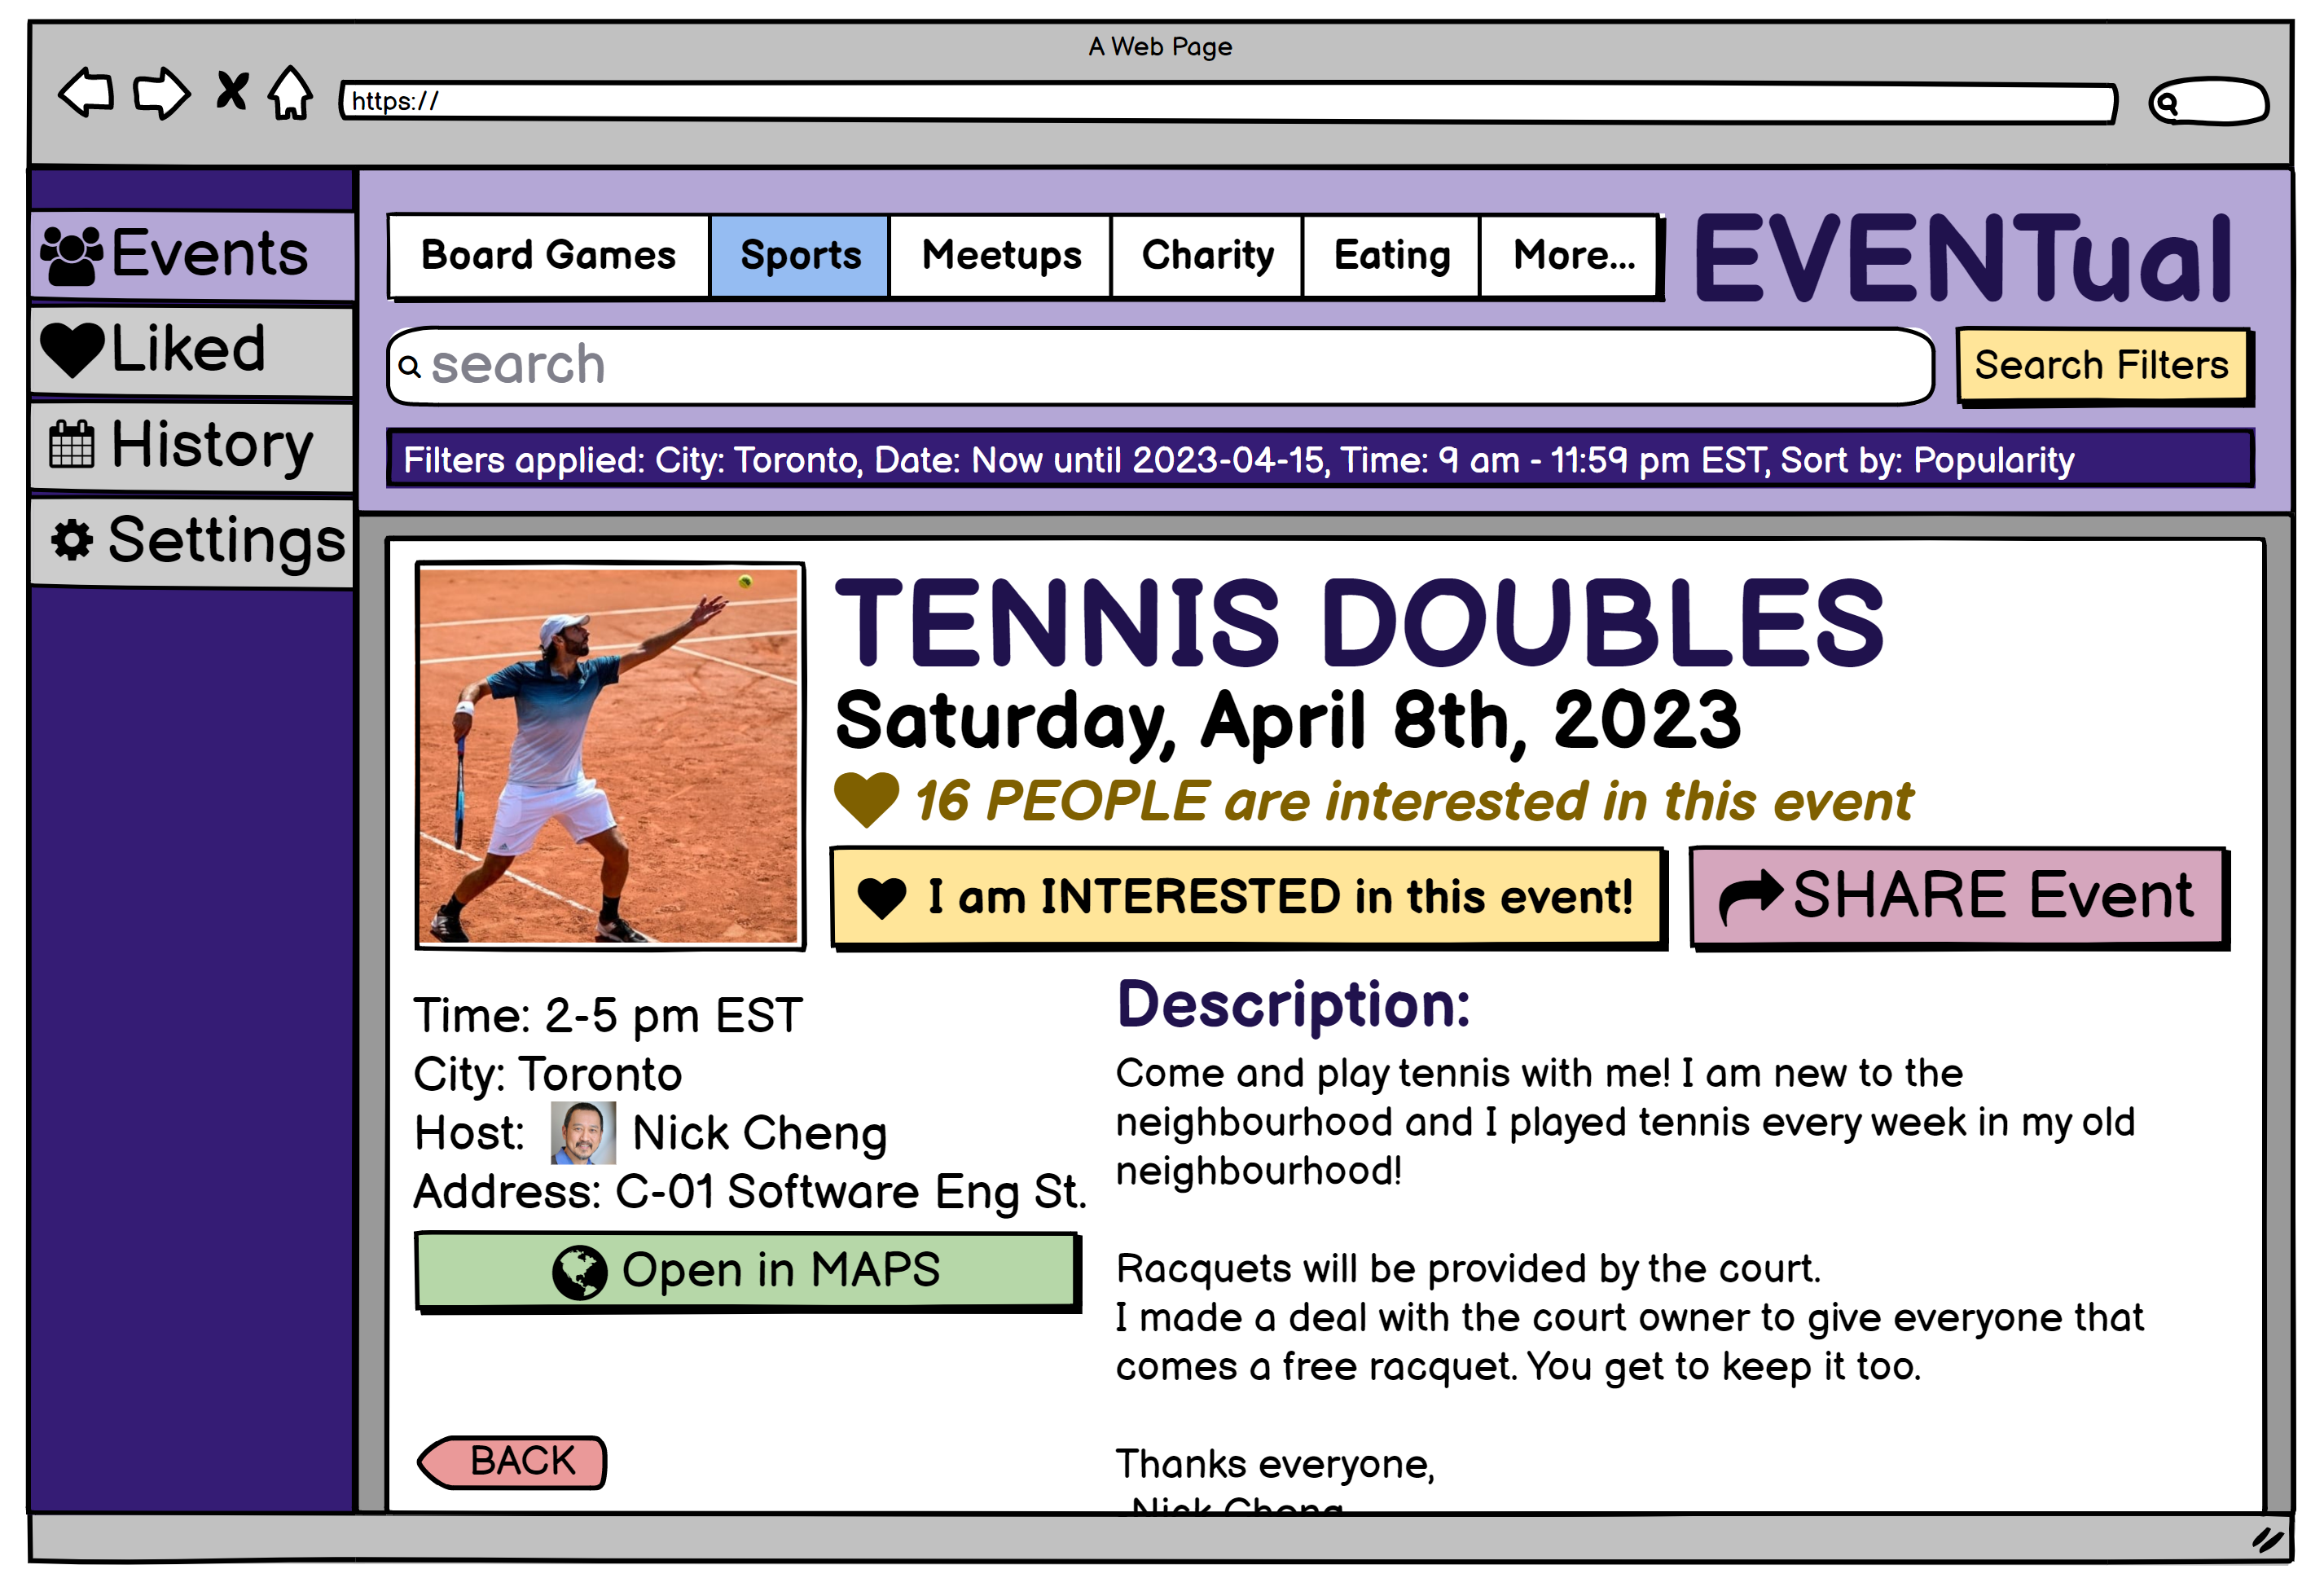 A Web Page
https://
Events
Liked
History
Settings
Board Games Sports Meetups Charity Eating More...
EVENTual
search
Search Filters
Filters applied: City: Toronto, Date: Now until 2023-04-15, Time: 9 am - 11:59 pm EST, Sort by: Popularity
TENNIS DOUBLES
Saturday, April 8th, 2023
16 PEOPLE are interested in this event
I am INTERESTED in this event!
SHARE Event
Time: 2-5 pm EST
City: Toronto
Host: Nick Cheng
Address: C-01 Software Eng St.
Open in MAPS
BACK
Description:
Come and play tennis with me! I am new to the
neighbourhood and I played tennis every week in my old
neighbourhood!
Racquets will be provided by the court.
I made a deal with the court owner to give everyone that
comes a free racquet. You get to keep it too.
Thanks everyone,
Nick Cheng